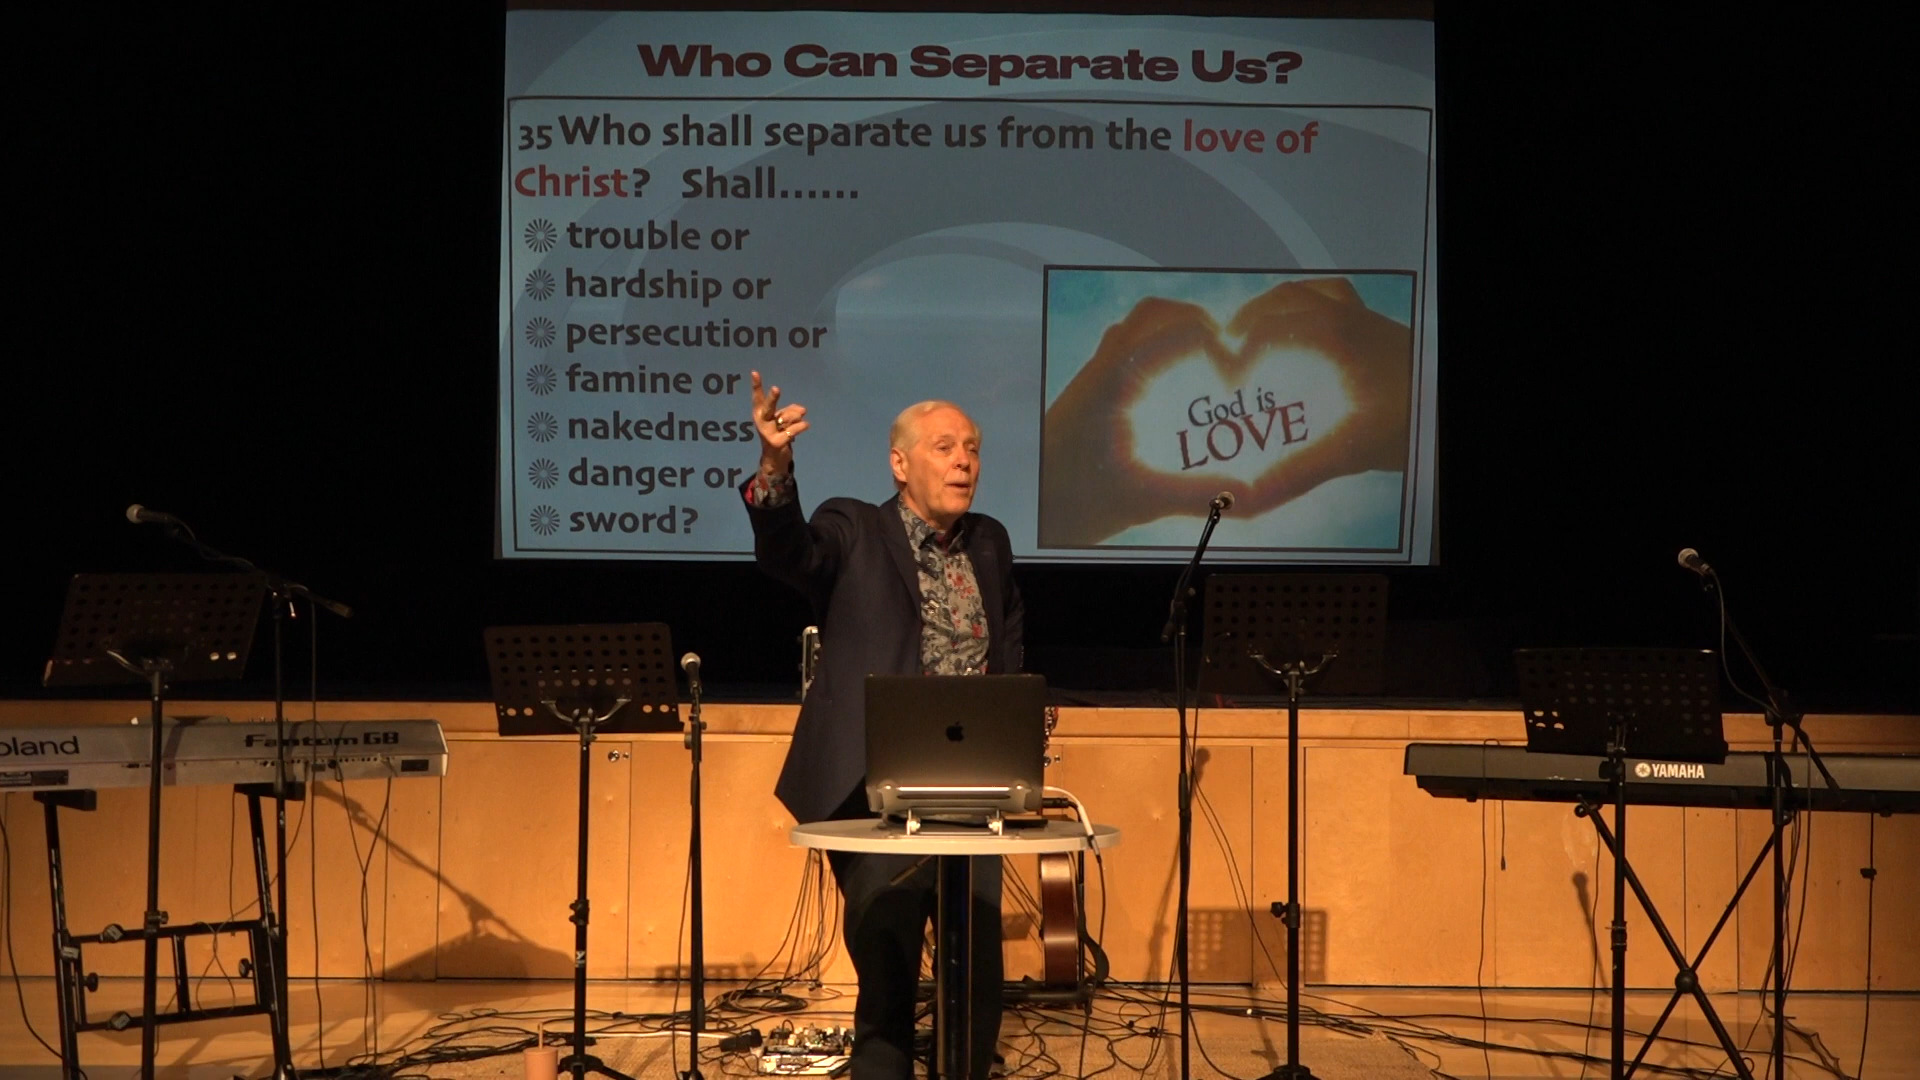 Who Can Separate Us?
35 Who shall separate us from the love of
Christ? Shall......
trouble or
hardship or
persecution or
famine or
nakedness
danger or
sword?
God is
LOVE
oland
Fantom G8
YAMAHA